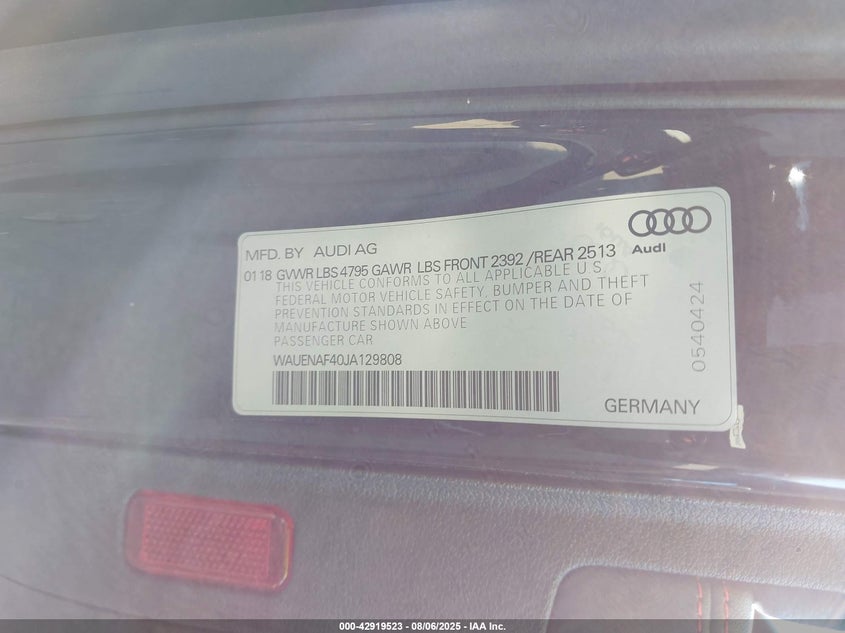 MFD. BY AUDI AG
Audi
01 18 GVWR LBS 4795 GAWR LBS FRONT 2392 /REAR 2513
THIS VEHICLE CONFORMS TO ALL APPLICABLE U.S.
FEDERAL MOTOR VEHICLE SAFETY, BUMPER AND THEFT
PREVENTION STANDARDS IN EFFECT ON THE DATE OF
MANUFACTURE SHOWN ABOVE
PASSENGER CAR
WAUENAF40JA129808
0540424
GERMANY
000-42919523 - 08/06/2025 - IAA Inc.